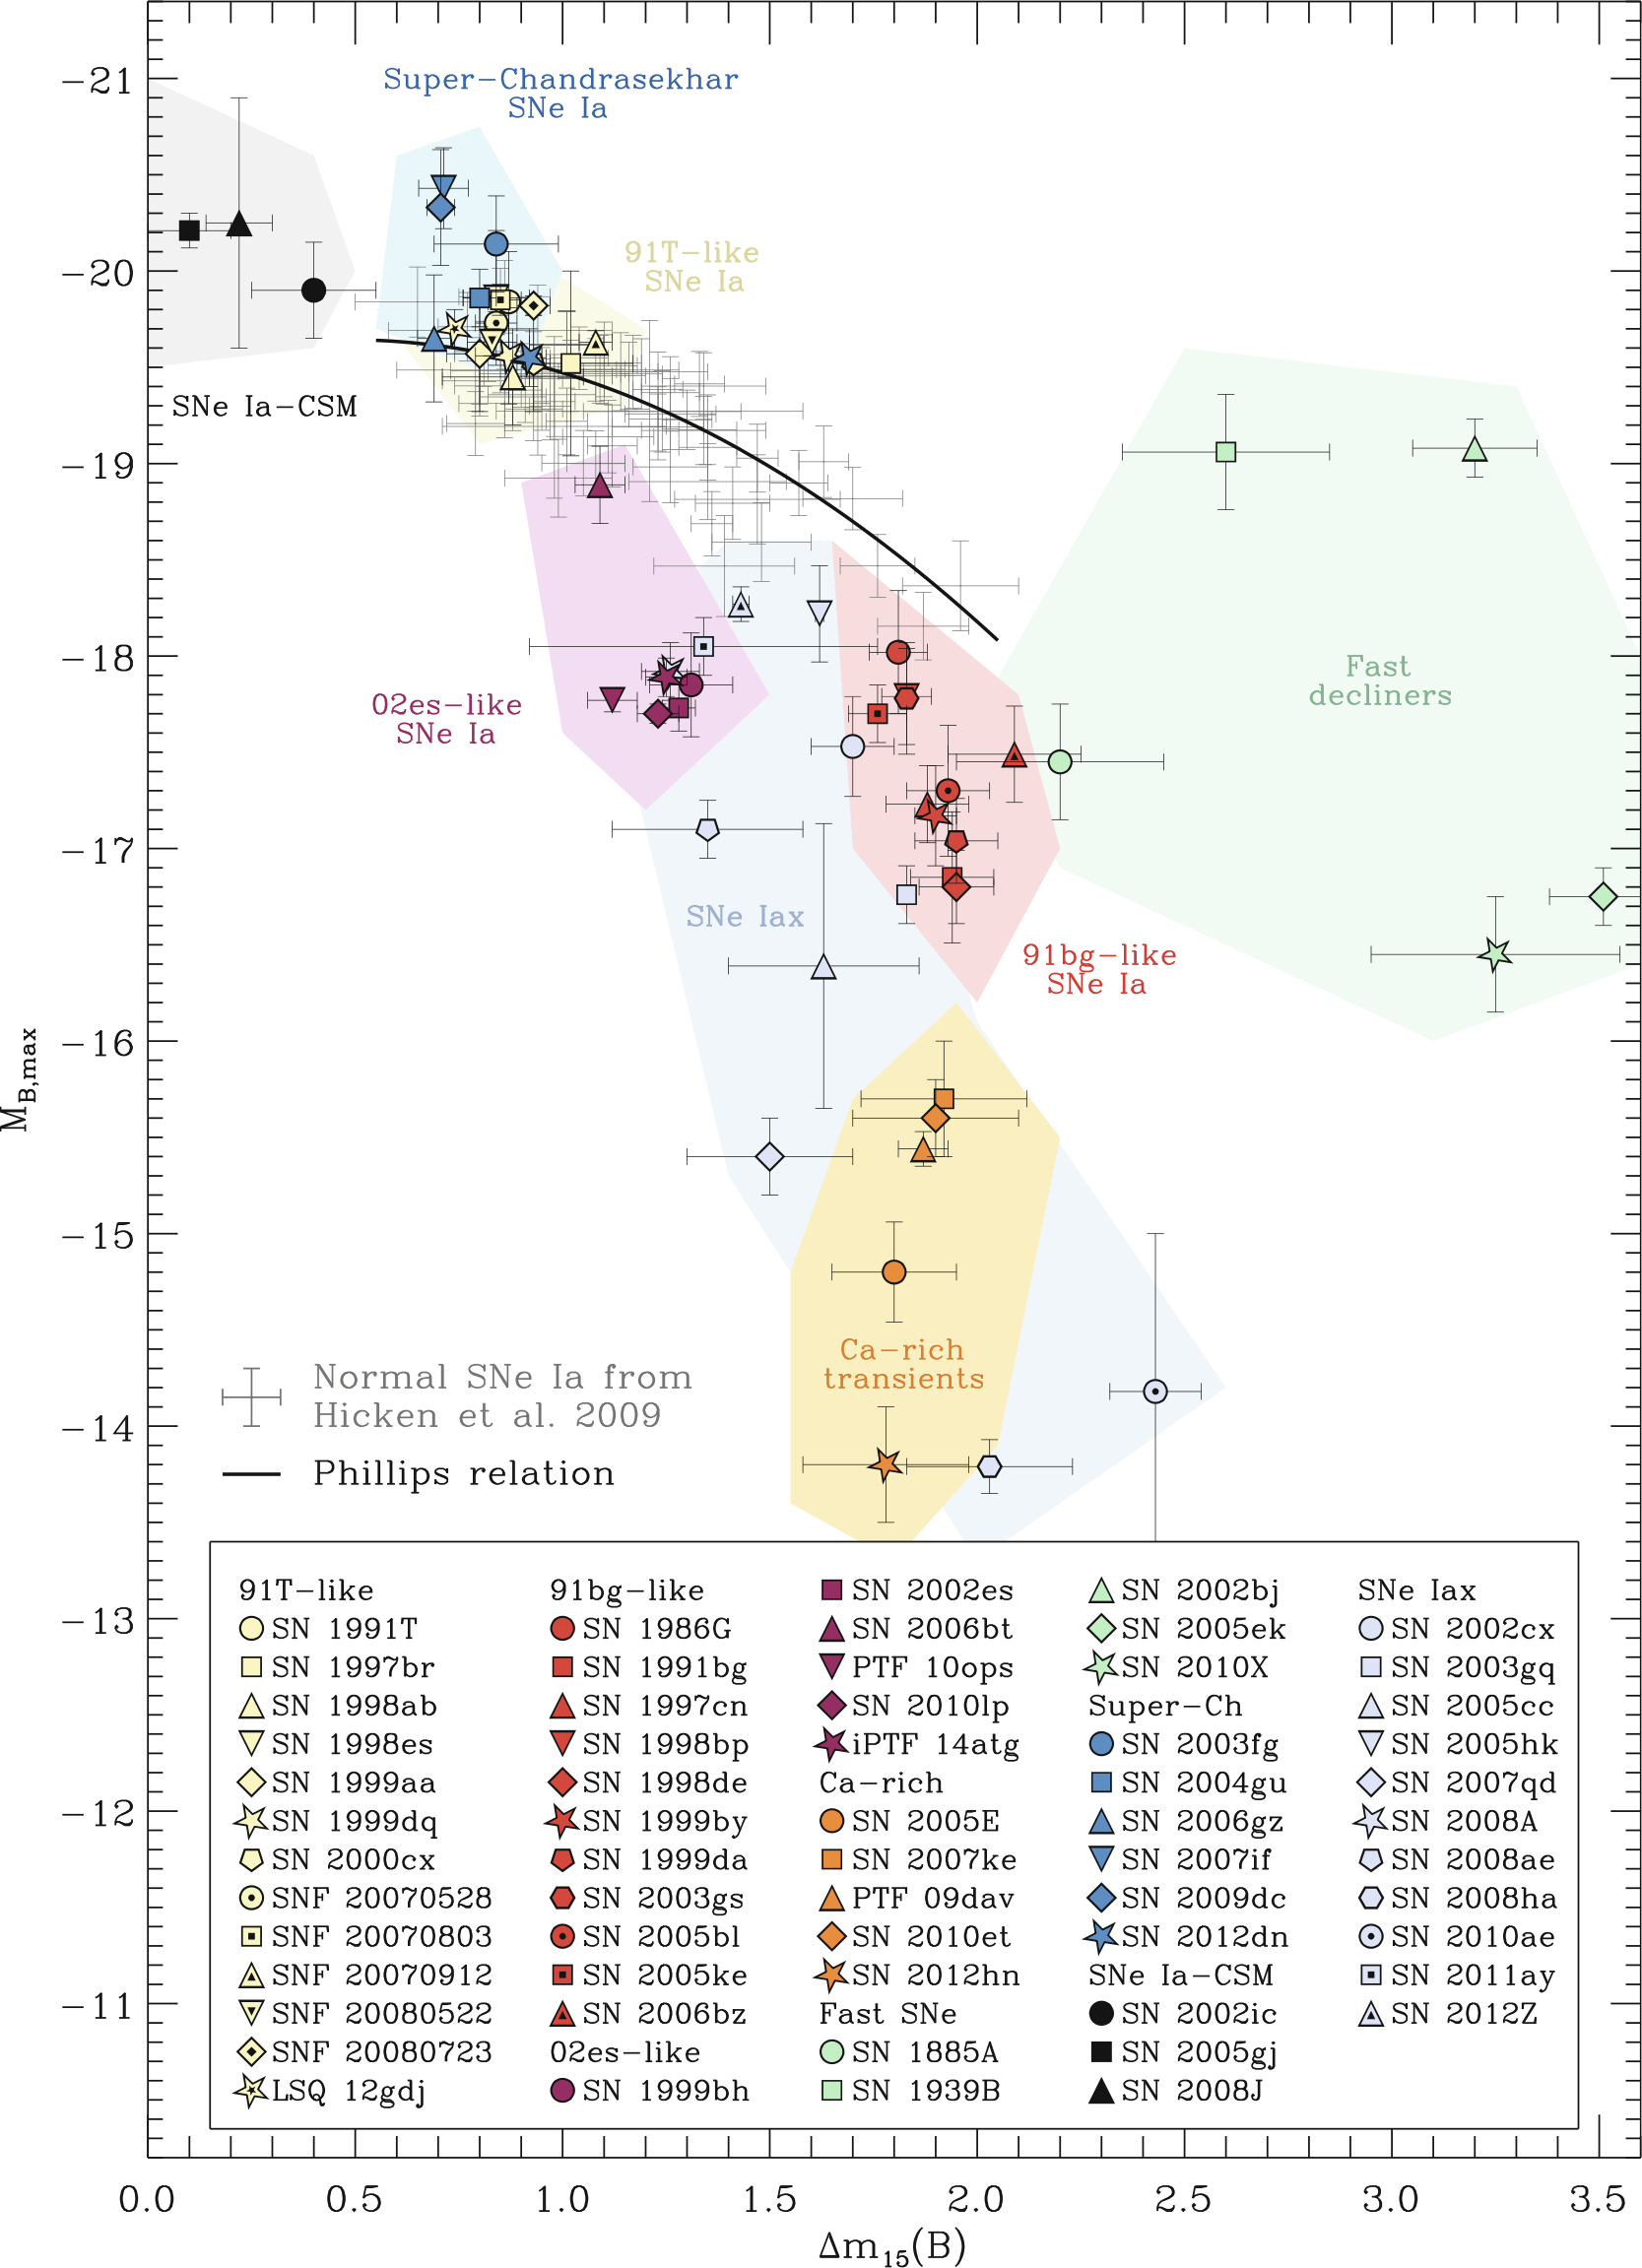 −21
−20
−19
−18
−17
−16
−15
−14
−13
−12
−11
M_B,max
Super−Chandrasekhar
SNe Ia
91T−like
SNe Ia
SNe Ia−CSM
02es−like
SNe Ia
Fast
decliners
SNe Iax
91bg−like
SNe Ia
Ca−rich
transients
Normal SNe Ia from
Hicken et al. 2009
Phillips relation
91T−like
SN 1991T
SN 1997br
SN 1998ab
SN 1998es
SN 1999aa
SN 1999dq
SN 2000cx
SNF 20070528
SNF 20070803
SNF 20070912
SNF 20080522
SNF 20080723
LSQ 12gdj
91bg−like
SN 1986G
SN 1991bg
SN 1997cn
SN 1998bp
SN 1998de
SN 1999by
SN 1999da
SN 2003gs
SN 2005bl
SN 2005ke
SN 2006bz
02es−like
SN 1999bh
SN 2002es
SN 2006bt
PTF 10ops
SN 2010lp
iPTF 14atg
Ca−rich
SN 2005E
SN 2007ke
PTF 09dav
SN 2010et
SN 2012hn
Fast SNe
SN 1885A
SN 1939B
SN 2002bj
SN 2005ek
SN 2010X
Super−Ch
SN 2003fg
SN 2004gu
SN 2006gz
SN 2007if
SN 2009dc
SN 2012dn
SNe Ia−CSM
SN 2002ic
SN 2005gj
SN 2008J
SNe Iax
SN 2002cx
SN 2003gq
SN 2005cc
SN 2005hk
SN 2007qd
SN 2008A
SN 2008ae
SN 2008ha
SN 2010ae
SN 2011ay
SN 2012Z
0.0 0.5 1.0 1.5 2.0 2.5 3.0 3.5
Δm₁₅(B)